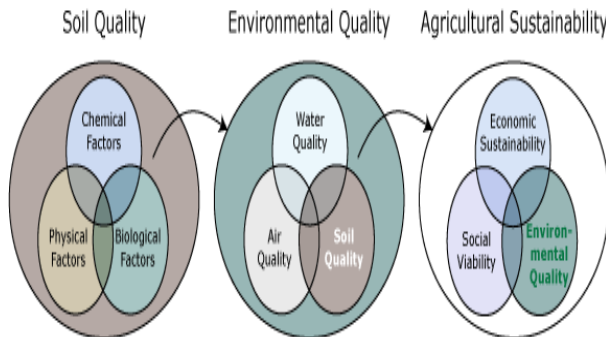 Soil Quality
Environmental Quality
Agricultural Sustainability
Chemical
Factors
Physical
Factors
Biological
Factors
Water
Quality
Air
Quality
Soil
Quality
Economic
Sustainability
Social
Viability
Environ-
mental
Quality